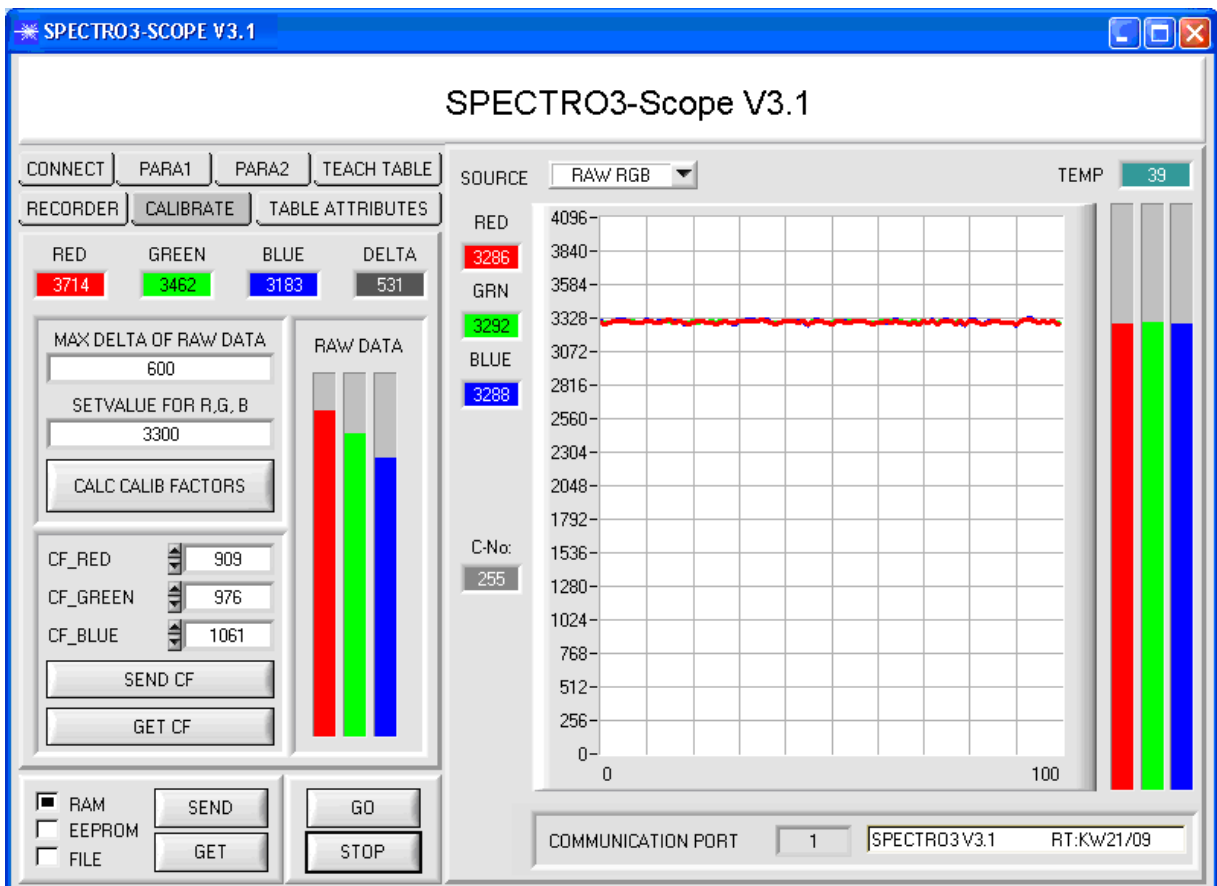 SPECTRO3-SCOPE V3.1
SPECTRO3-Scope V3.1
CONNECT PARA1 PARA2 TEACH TABLE
RECORDER CALIBRATE TABLE ATTRIBUTES
RED GREEN BLUE DELTA
3714 3462 3183 531
MAX DELTA OF RAW DATA
600
SETVALUE FOR R,G, B
3300
CALC CALIB FACTORS
RAW DATA
CF_RED 909
CF_GREEN 976
CF_BLUE 1061
SEND CF
GET CF
RAM
EEPROM
FILE
SEND
GET
GO
STOP
SOURCE RAW RGB
TEMP 39
RED
3286
GRN
3292
BLUE
3288
C-No:
255
4096
3840
3584
3328
3072
2816
2560
2304
2048
1792
1536
1280
1024
768
512
256
0
0 100
COMMUNICATION PORT 1 SPECTRO3 V3.1 RT:KW21/09